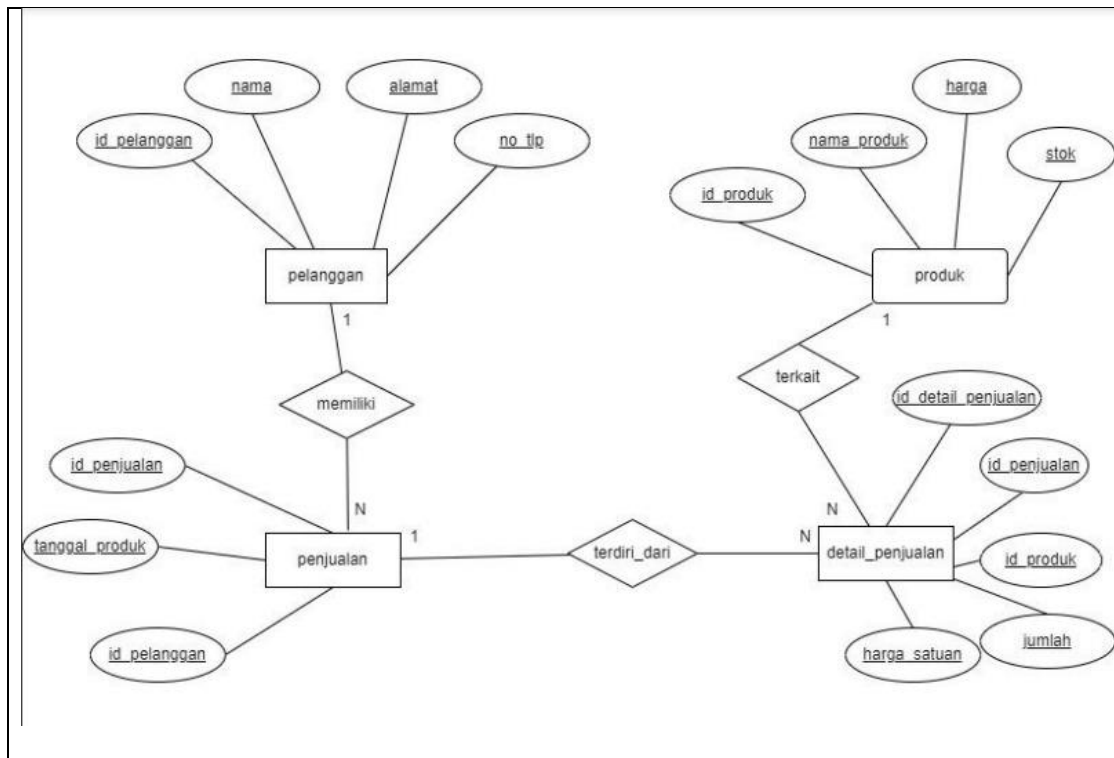 nama
alamat
id_pelanggan
no_tlp
pelanggan
1
harga
nama_produk
stok
id_produk
produk
1
memiliki
terkait
id_detail_penjualan
id_penjualan
id_penjualan
N
tanggal_produk
penjualan
1
terdiri_dari
N
N
detail_penjualan
id_produk
jumlah
harga_satuan
id_pelanggan